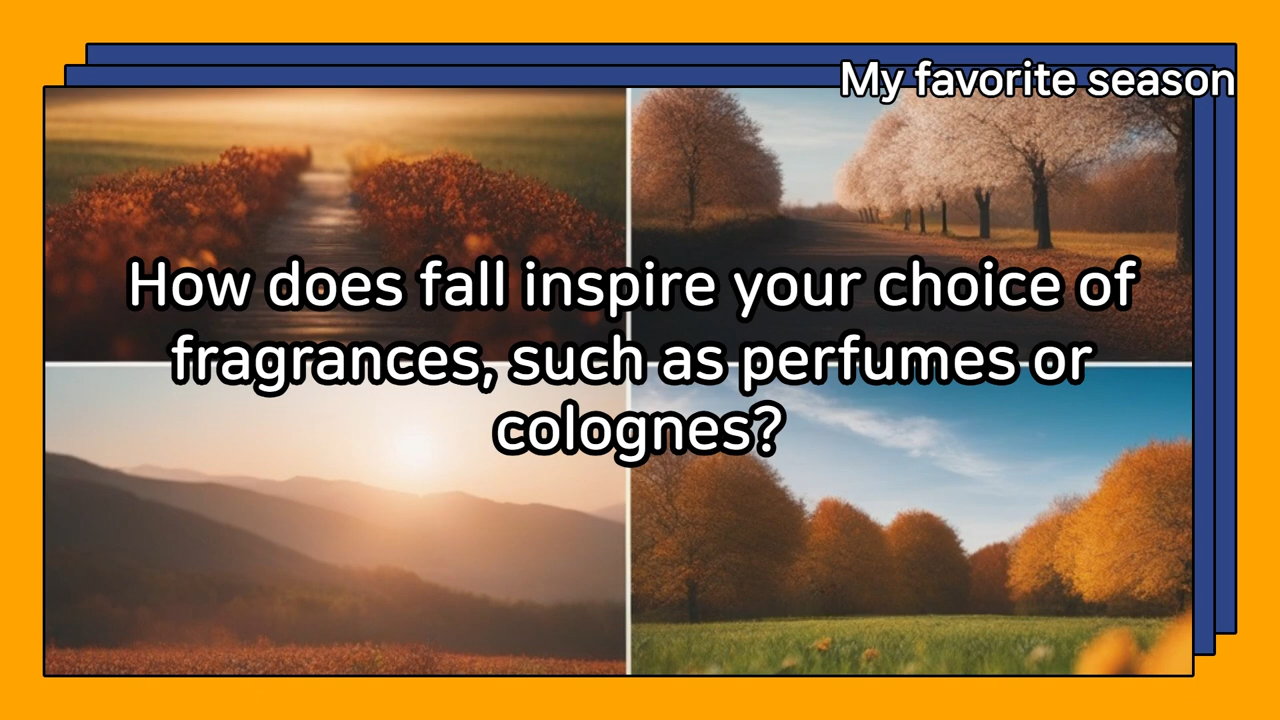 My favorite season
How does fall inspire your choice of
fragrances, such as perfumes or
colognes?